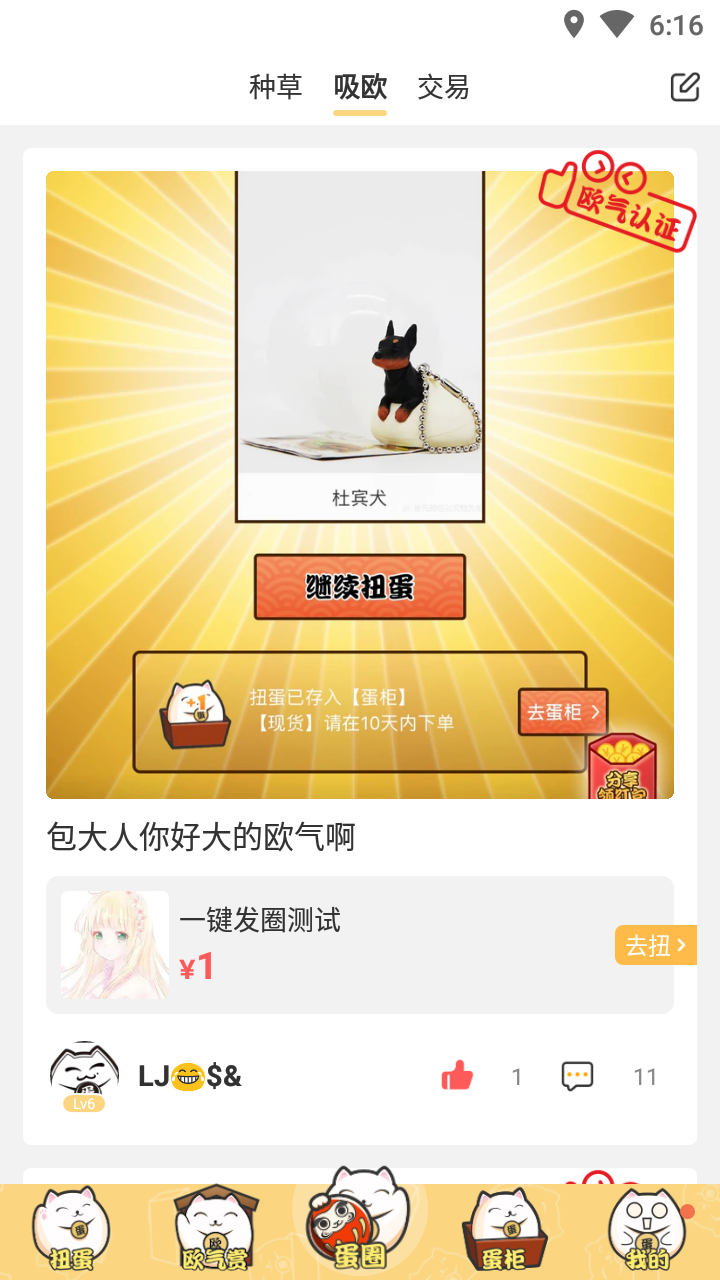 6:16
种草 吸欧 交易
欧气认证
杜宾犬
继续扭蛋
+1
蛋
扭蛋已存入【蛋柜】
【现货】请在10天内下单
去蛋柜
分享
领红包
包大人你好大的欧气啊
一键发圈测试
¥1
去扭
LJ😂$&
1
11
Lv6
扭蛋 欧气赏 蛋圈 蛋柜 我的